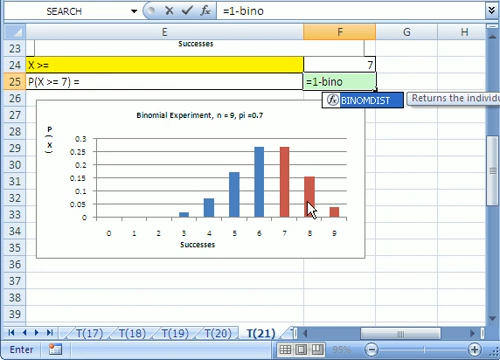 SEARCH =1-bino
E F G H
23 Successes
24 X >= 7
25 P(X >= 7) = =1-bino
26 BINOMDIST Returns the individu
27 Binomial Experiment, n = 9, pi =0.7
28
29 0.3
30 0.25
31 0.2
0.15
32 0.1
33 0.05
0
34 0 1 2 3 4 5 6 7 8 9
35 Successes
P ( X )
36
37
38
39
T(17) T(18) T(19) T(20) T(21)
Enter 95%